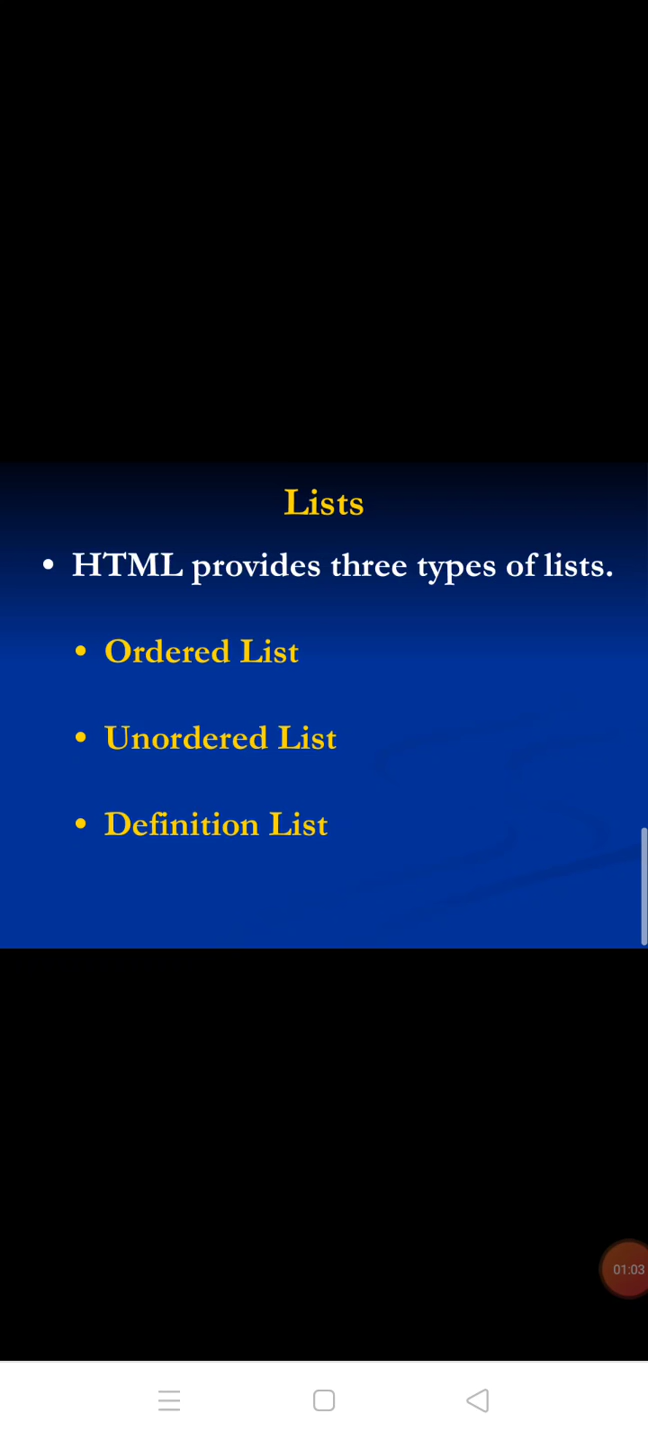 Lists
• HTML provides three types of lists.
• Ordered List
• Unordered List
• Definition List
01:03